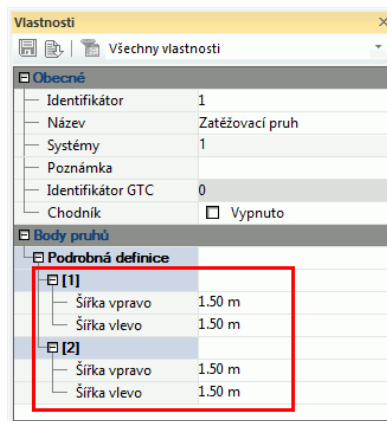 Vlastnosti
Všechny vlastnosti
Obecné
Identifikátor 1
Název Zatěžovací pruh
Systémy 1
Poznámka
Identifikátor GTC 0
Chodník Vypnuto
Body pruhů
Podrobná definice
[1]
Šířka vpravo 1.50 m
Šířka vlevo 1.50 m
[2]
Šířka vpravo 1.50 m
Šířka vlevo 1.50 m